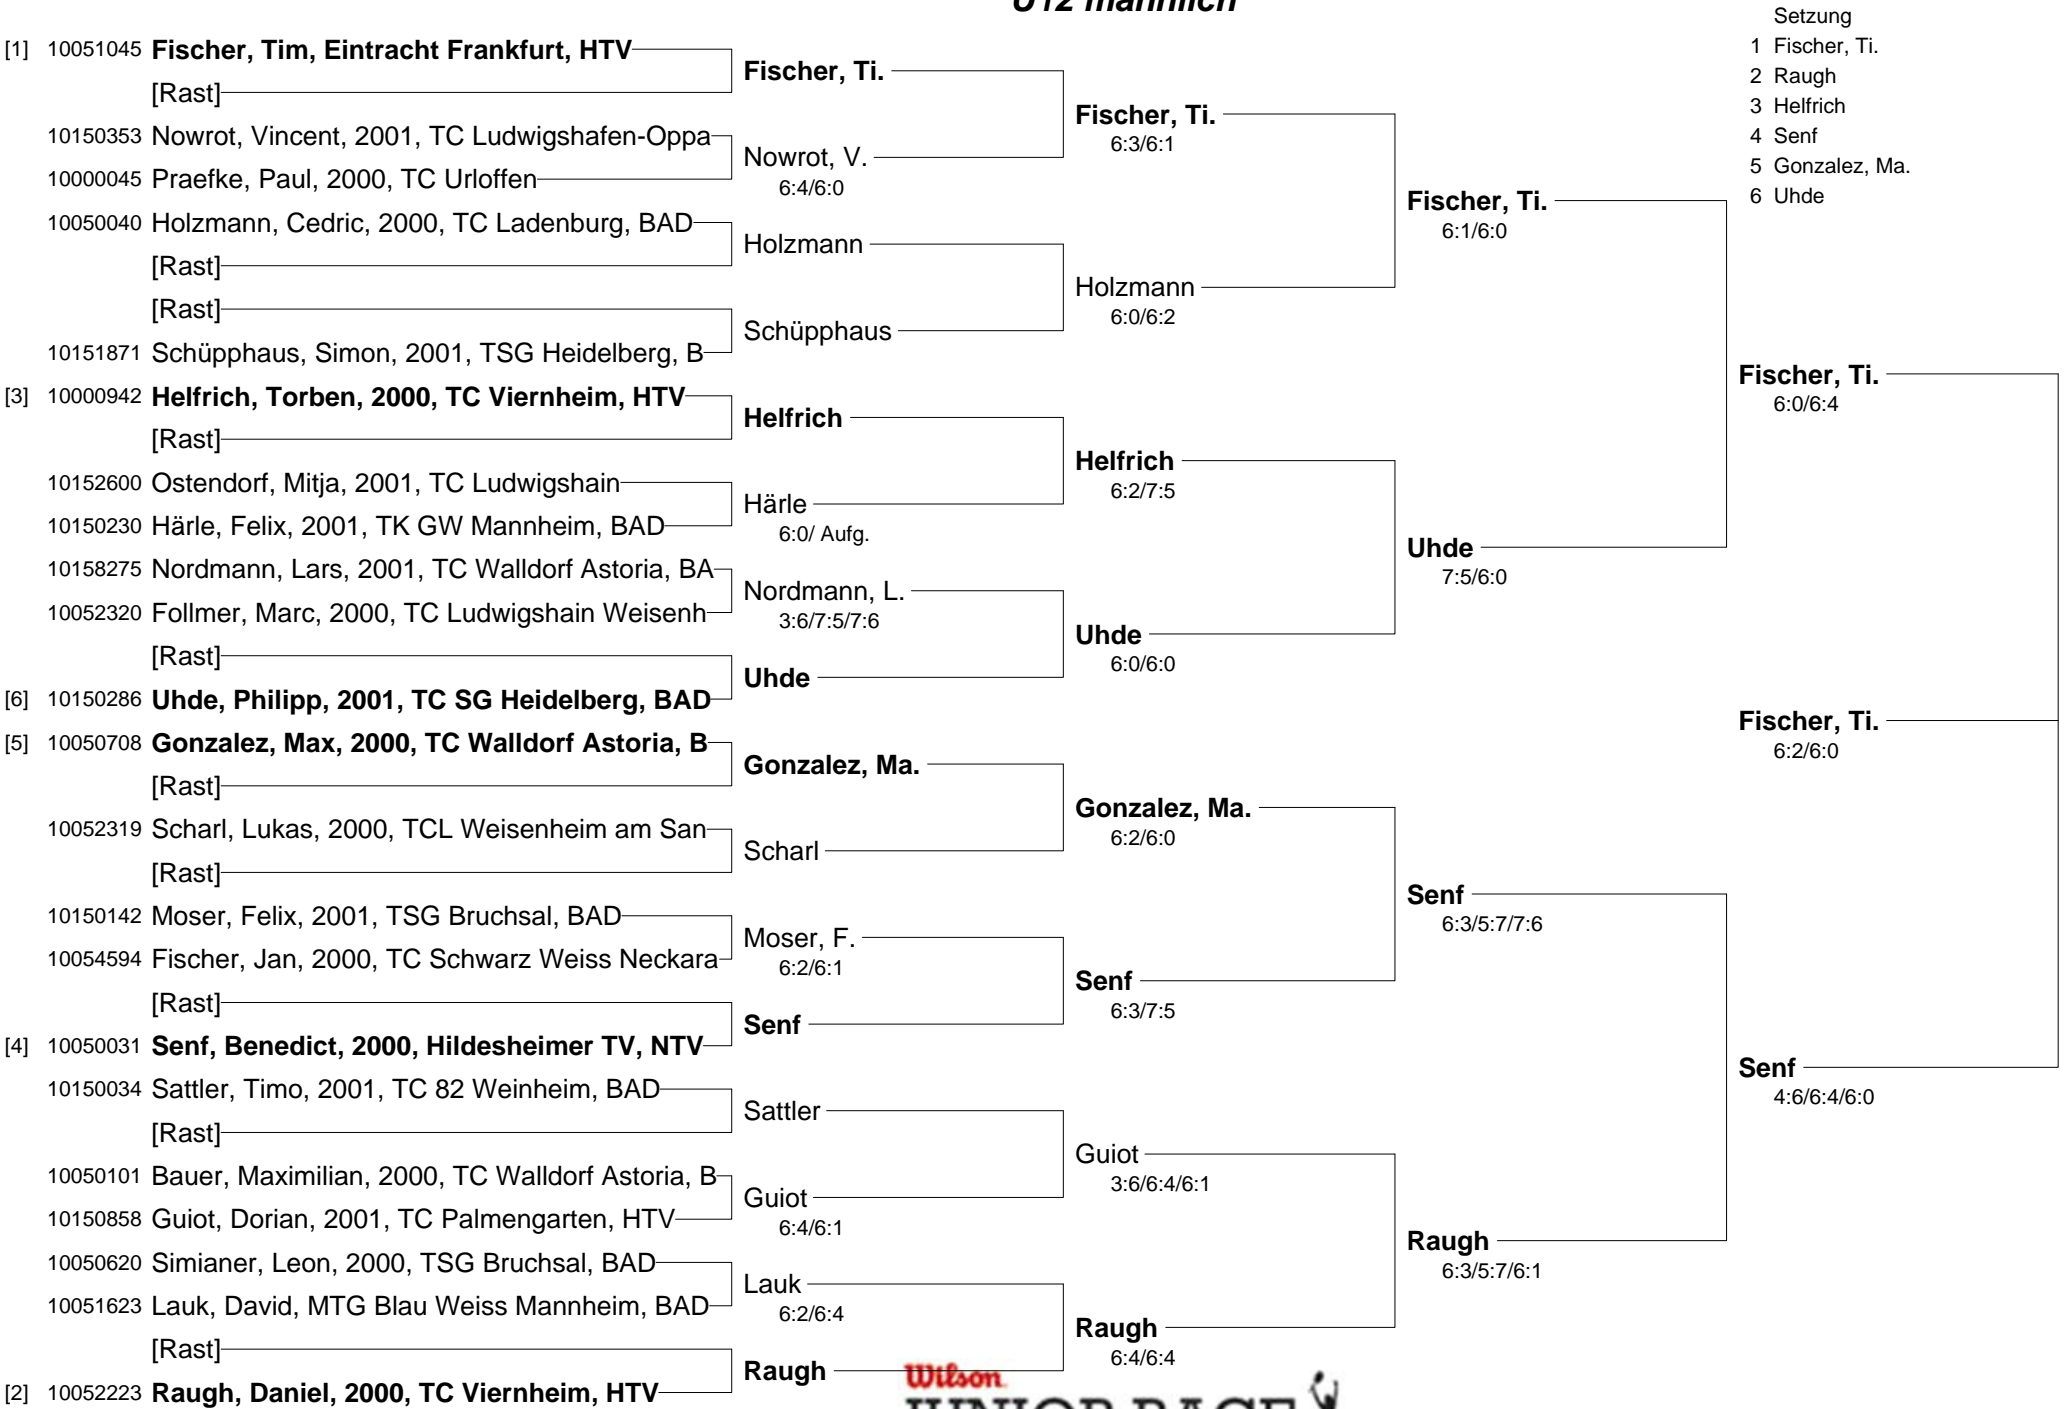 U12 männlich
Setzung
1 Fischer, Ti.
2 Raugh
3 Helfrich
4 Senf
5 Gonzalez, Ma.
6 Uhde
[1] 10051045 Fischer, Tim, Eintracht Frankfurt, HTV
[Rast]
10150353 Nowrot, Vincent, 2001, TC Ludwigshafen-Oppa
10000045 Praefke, Paul, 2000, TC Urloffen
10050040 Holzmann, Cedric, 2000, TC Ladenburg, BAD
[Rast]
[Rast]
10151871 Schüpphaus, Simon, 2001, TSG Heidelberg, B
[3] 10000942 Helfrich, Torben, 2000, TC Viernheim, HTV
[Rast]
10152600 Ostendorf, Mitja, 2001, TC Ludwigshain
10150230 Härle, Felix, 2001, TK GW Mannheim, BAD
10158275 Nordmann, Lars, 2001, TC Walldorf Astoria, BA
10052320 Follmer, Marc, 2000, TC Ludwigshain Weisenh
[Rast]
[6] 10150286 Uhde, Philipp, 2001, TC SG Heidelberg, BAD
[5] 10050708 Gonzalez, Max, 2000, TC Walldorf Astoria, B
[Rast]
10052319 Scharl, Lukas, 2000, TCL Weisenheim am San
[Rast]
10150142 Moser, Felix, 2001, TSG Bruchsal, BAD
10054594 Fischer, Jan, 2000, TC Schwarz Weiss Neckara
[Rast]
[4] 10050031 Senf, Benedict, 2000, Hildesheimer TV, NTV
10150034 Sattler, Timo, 2001, TC 82 Weinheim, BAD
[Rast]
10050101 Bauer, Maximilian, 2000, TC Walldorf Astoria, B
10150858 Guiot, Dorian, 2001, TC Palmengarten, HTV
10050620 Simianer, Leon, 2000, TSG Bruchsal, BAD
10051623 Lauk, David, MTG Blau Weiss Mannheim, BAD
[Rast]
[2] 10052223 Raugh, Daniel, 2000, TC Viernheim, HTV
Fischer, Ti.
Nowrot, V.
6:4/6:0
Holzmann
Schüpphaus
Helfrich
Härle
6:0/ Aufg.
Nordmann, L.
3:6/7:5/7:6
Uhde
Gonzalez, Ma.
Scharl
Moser, F.
6:2/6:1
Senf
Sattler
Guiot
6:4/6:1
Lauk
6:2/6:4
Raugh
Fischer, Ti.
6:3/6:1
Holzmann
6:0/6:2
Helfrich
6:2/7:5
Uhde
6:0/6:0
Gonzalez, Ma.
6:2/6:0
Senf
6:3/7:5
Guiot
3:6/6:4/6:1
Raugh
6:4/6:4
Fischer, Ti.
6:1/6:0
Uhde
7:5/6:0
Senf
6:3/5:7/7:6
Raugh
6:3/5:7/6:1
Fischer, Ti.
6:0/6:4
Fischer, Ti.
6:2/6:0
Senf
4:6/6:4/6:0
Wilson
JUNIOR RACE